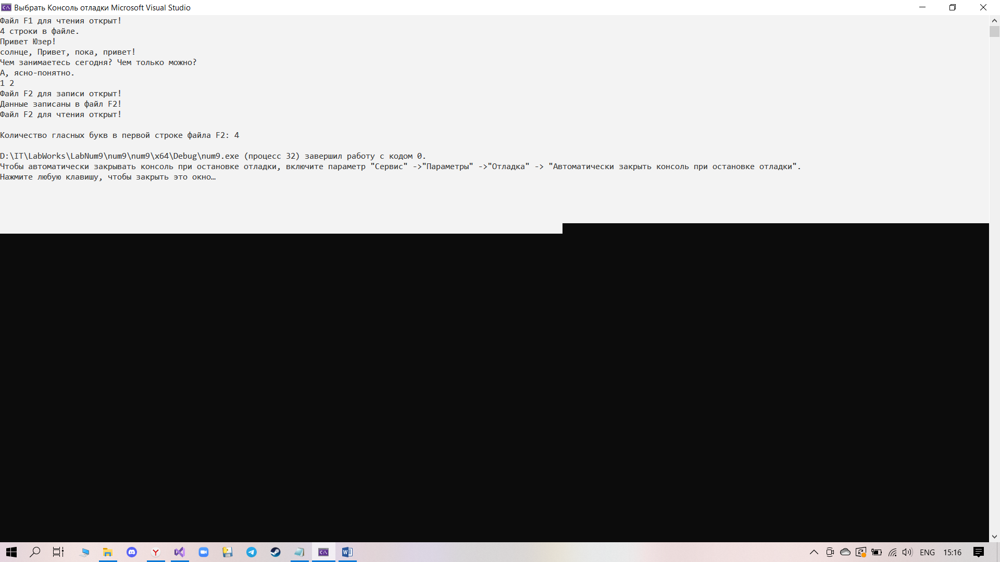 Выбрать Консоль отладки Microsoft Visual Studio
Файл F1 для чтения открыт!
4 строки в файле.
Привет Юзер!
солнце, Привет, пока, привет!
Чем занимаетесь сегодня? Чем только можно?
А, ясно-понятно.
1 2
Файл F2 для записи открыт!
Данные записаны в файл F2!
Файл F2 для чтения открыт!
Количество гласных букв в первой строке файла F2: 4
D:\IT\LabWorks\LabNum9\num9\num9\x64\Debug\num9.exe (процесс 32) завершил работу с кодом 0.
Чтобы автоматически закрывать консоль при остановке отладки, включите параметр "Сервис" ->"Параметры" ->"Отладка" -> "Автоматически закрыть консоль при остановке отладки".
Нажмите любую клавишу, чтобы закрыть это окно…
ENG 15:16